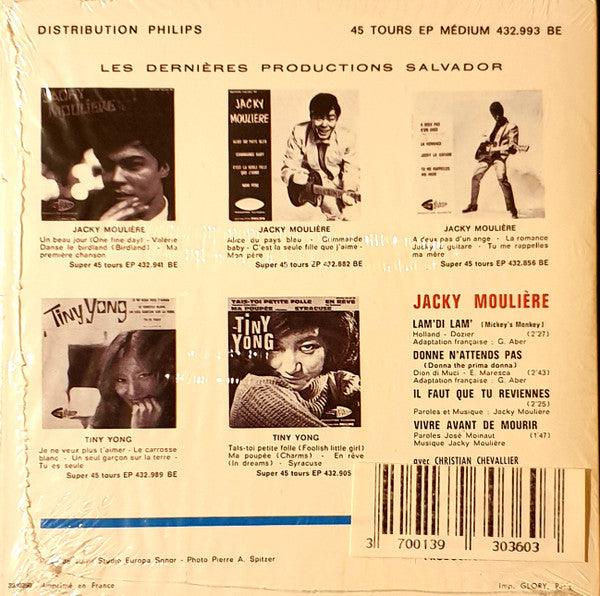 DISTRIBUTION PHILIPS
45 TOURS EP MÉDIUM 432.993 BE
LES DERNIÈRES PRODUCTIONS SALVADOR
JACKY
MOULIÈRE
JACKY
MOULIERE
JACKY MOULIÈRE
Un beau jour (One fine day) - Valérie
Danse le birdland (Birdland) - Ma
première chanson
Super 45 tours EP 432.941 BE
JACKY MOULIÈRE
Alice du pays bleu - Gummarde
baby - C'est la seule fille que j'aime -
Mon père
Super 45 tours EP 432.882 BE
JACKY MOULIÈRE
A deux pas d'un ange - La romance
Jacky la guitare - Tu me rappelles
ma mère
Super 45 tours EP 432.856 BE
Tiny Yong
TINY YONG
Je ne veux plus t'aimer - Le carrosse
blanc - Un seul garçon sur la terre -
Tu es seule
Super 45 tours EP 432.989 BE
TAIS-TOI PETITE FOLLE EN RÊVE
MA POUPÉE SYRACUSE
TINY
YONG
TINY YONG
Tais-toi petite folle (Foolish little girl)
Ma poupée (Charms) - En rêve
(In dreams) - Syracuse
Super 45 tours EP 432.905
JACKY MOULIÈRE
LAM'DI LAM' (Mickey's Monkey)
Holland - Dozier (2'27)
Adaptation française : G. Aber
DONNE N'ATTENDS PAS
(Donna the prima donna)
Dion di Muci - E. Maresca (2'43)
Adaptation française : G. Aber
IL FAUT QUE TU REVIENNES
(2'25)
Paroles et Musique : Jacky Moulière
VIVRE AVANT DE MOURIR
Paroles José Moinaut (1'47)
Musique Jacky Moulière
avec CHRISTIAN CHEVALLIER
3 700139 303603
Studio Europa Sonor - Photo Pierre A. Spitzer
Imprimé en France
Imp. GLORY, Paris